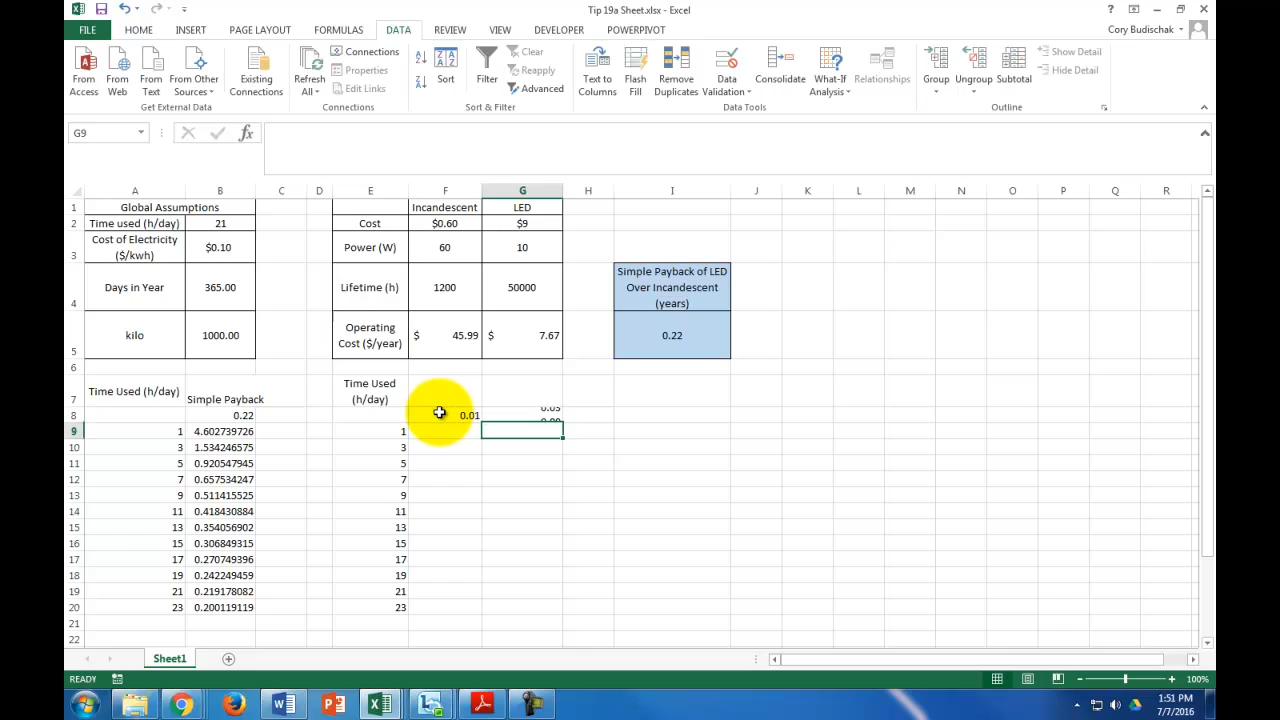 Tip 19a Sheet.xlsx - Excel
FILE HOME INSERT PAGE LAYOUT FORMULAS DATA REVIEW VIEW DEVELOPER POWERPIVOT Cory Budischak
From Access
From Web
From Text
From Other Sources
Existing Connections
Refresh All
Connections
Properties
Edit Links
Sort
Filter
Clear
Reapply
Advanced
Text to Columns
Flash Fill
Remove Duplicates
Data Validation
Consolidate
What-If Analysis
Relationships
Group
Ungroup
Subtotal
Show Detail
Hide Detail
Get External Data Connections Sort & Filter Data Tools Outline
G9 fx
A B C D E F G H I J K L M N O P Q R
1 Global Assumptions Incandescent LED
2 Time used (h/day) 21 Cost $0.60 $9
3 Cost of Electricity ($/kwh) $0.10 Power (W) 60 10
4 Days in Year 365.00 Lifetime (h) 1200 50000 Simple Payback of LED Over Incandescent (years)
5 kilo 1000.00 Operating Cost ($/year) $ 45.99 $ 7.67 0.22
6
7 Time Used (h/day) Simple Payback Time Used (h/day)
8 0.22 0.01
9 1 4.602739726 1
10 3 1.534246575 3
11 5 0.920547945 5
12 7 0.657534247 7
13 9 0.511415525 9
14 11 0.418430884 11
15 13 0.354056902 13
16 15 0.306849315 15
17 17 0.270749396 17
18 19 0.242249459 19
19 21 0.219178082 21
20 23 0.200119119 23
21
22
Sheet1
READY 100%
1:51 PM
7/7/2016